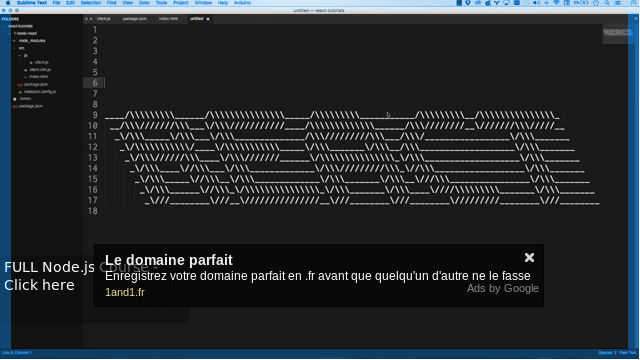 Sublime Text File Edit Selection Find View Goto Tools Project Window Help Arduino
untitled — react-tutorials
FOLDERS
react-tutorials
1-basic-react
node_modules
src
js
client.js
client.min.js
index.html
package.json
webpack.config.js
package.json
client.js package.json index.html untitled
1
2
3
4
5
6
7
8
9
10
11
12
13
14
15
16
17
18
FULL Node.js Course -
Click here
Le domaine parfait
Enregistrez votre domaine parfait en .fr avant que quelqu'un d'autre ne le fasse
1and1.fr
Ads by Google
Line 6, Column 1
Spaces: 2 Plain Text